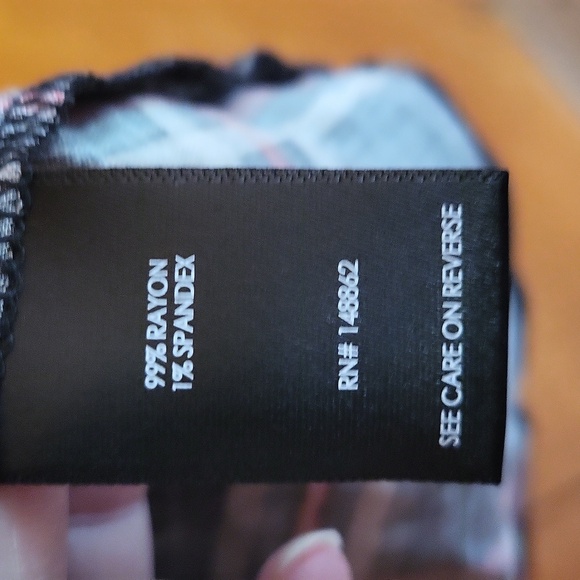 99% RAYON
1% SPANDEX
RN# 148862
SEE CARE ON REVERSE